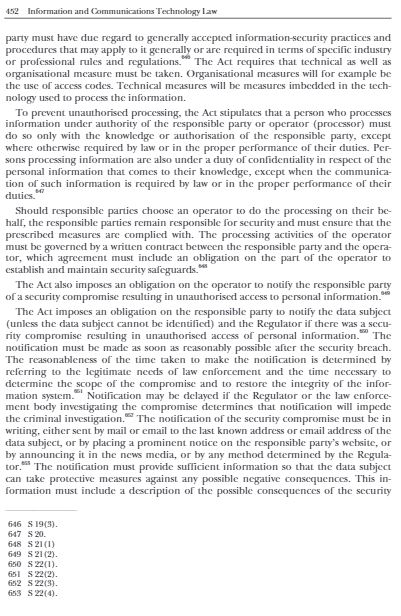 452 Information and Communications Technology Law
party must have due regard to generally accepted information-security practices and
procedures that may apply to it generally or are required in terms of specific industry
or professional rules and regulations.646 The Act requires that technical as well as
organisational measure must be taken. Organisational measures will for example be
the use of access codes. Technical measures will be measures imbedded in the tech-
nology used to process the information.
To prevent unauthorised processing, the Act stipulates that a person who processes
information under authority of the responsible party or operator (processor) must
do so only with the knowledge or authorisation of the responsible party, except
where otherwise required by law or in the proper performance of their duties. Per-
sons processing information are also under a duty of confidentiality in respect of the
personal information that comes to their knowledge, except when the communica-
tion of such information is required by law or in the proper performance of their
duties.647
Should responsible parties choose an operator to do the processing on their be-
half, the responsible parties remain responsible for security and must ensure that the
prescribed measures are complied with. The processing activities of the operator
must be governed by a written contract between the responsible party and the opera-
tor, which agreement must include an obligation on the part of the operator to
establish and maintain security safeguards.648
The Act also imposes an obligation on the operator to notify the responsible party
of a security compromise resulting in unauthorised access to personal information.649
The Act imposes an obligation on the responsible party to notify the data subject
(unless the data subject cannot be identified) and the Regulator if there was a secu-
rity compromise resulting in unauthorised access of personal information.650 The
notification must be made as soon as reasonably possible after the security breach.
The reasonableness of the time taken to make the notification is determined by
referring to the legitimate needs of law enforcement and the time necessary to
determine the scope of the compromise and to restore the integrity of the infor-
mation system.651 Notification may be delayed if the Regulator or the law enforce-
ment body investigating the compromise determines that notification will impede
the criminal investigation.652 The notification of the security compromise must be in
writing, either sent by mail or email to the last known address or email address of the
data subject, or by placing a prominent notice on the responsible party's website, or
by announcing it in the news media, or by any method determined by the Regula-
tor.653 The notification must provide sufficient information so that the data subject
can take protective measures against any possible negative consequences. This in-
formation must include a description of the possible consequences of the security
646 S 19(3).
647 S 20.
648 S 21(1)
649 S 21(2).
650 S 22(1).
651 S 22(2).
652 S 22(3).
653 S 22(4).